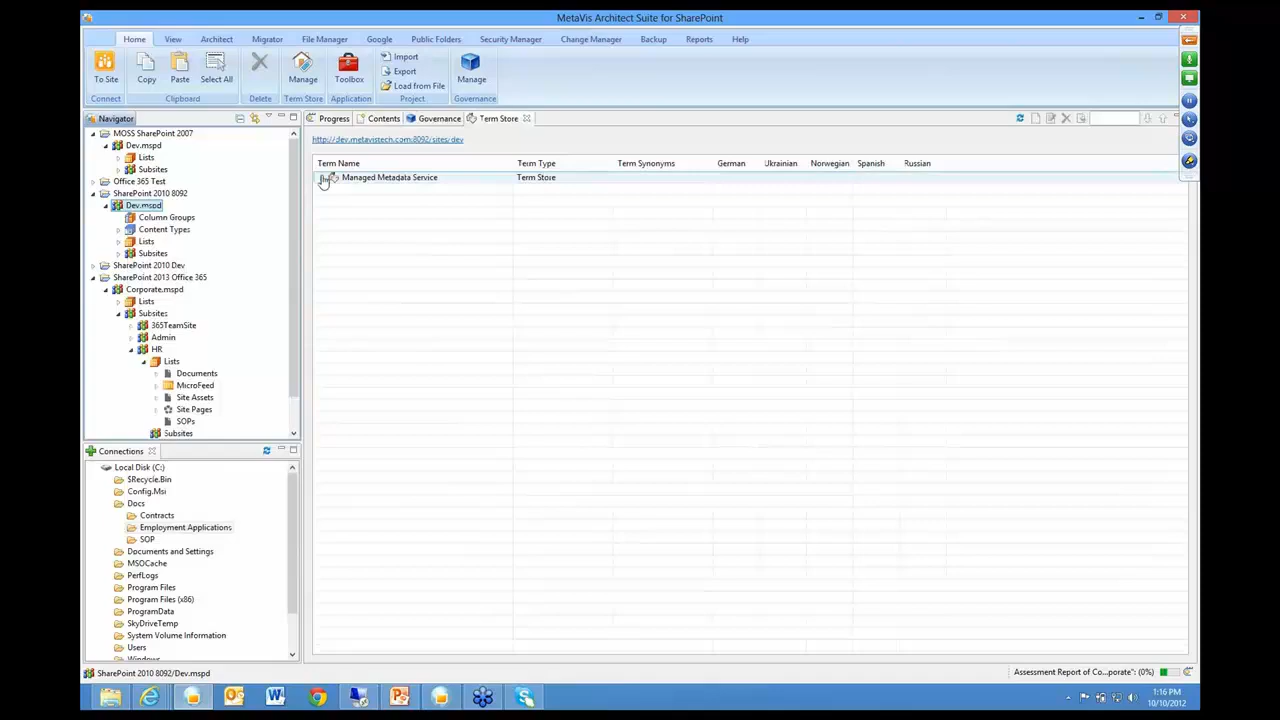 MetaVis Architect Suite for SharePoint
Home View Architect Migrator File Manager Google Public Folders Security Manager Change Manager Backup Reports Help
To Site Copy Paste Select All Manage Toolbox Import Export Load from File Manage
Connect Clipboard Delete Term Store Application Project Governance
Navigator
MOSS SharePoint 2007
Dev.mspd
Lists
Subsites
Office 365 Test
SharePoint 2010 8092
Dev.mspd
Column Groups
Content Types
Lists
Subsites
SharePoint 2010 Dev
SharePoint 2013 Office 365
Corporate.mspd
Lists
Subsites
365TeamSite
Admin
HR
Lists
Documents
MicroFeed
Site Assets
Site Pages
SOPs
Subsites
Connections
Local Disk (C:)
$Recycle.Bin
Config.Msi
Docs
Contracts
Employment Applications
SOP
Documents and Settings
MSOCache
PerfLogs
Program Files
Program Files (x86)
ProgramData
SkyDriveTemp
System Volume Information
Users
Windows
Progress Contents Governance Term Store
http://dev.metavistech.com:8092/sites/dev
Term Name Term Type Term Synonyms German Ukrainian Norwegian Spanish Russian
Managed Metadata Service Term Store
SharePoint 2010 8092/Dev.mspd
Assessment Report of Co...porate": (0%)
1:16 PM
10/10/2012